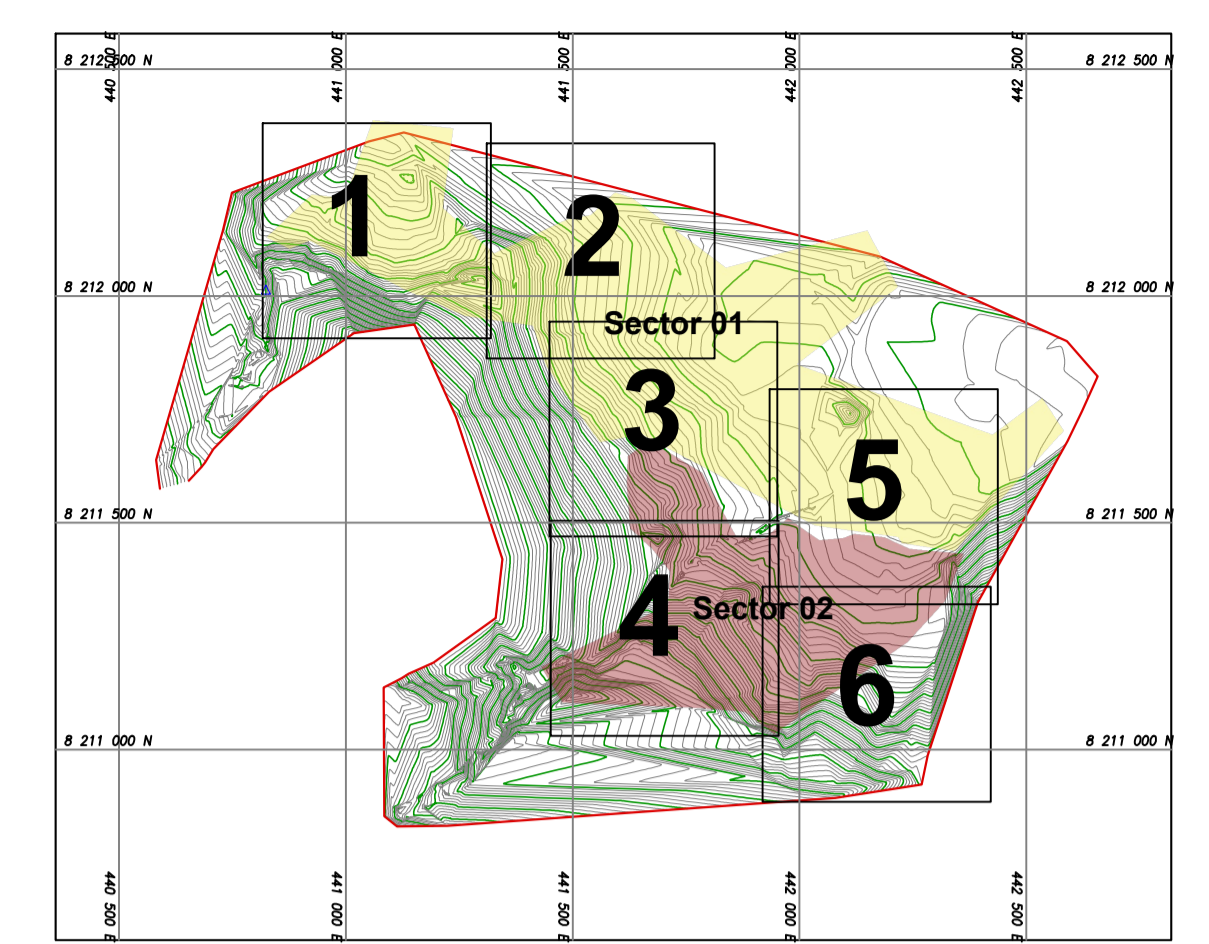 440 500 E
441 000 E
441 500 E
442 000 E
442 500 E
8 212 500 N
8 212 500 N
1
2
8 212 000 N
8 212 000 N
Sector 01
3
5
8 211 500 N
8 211 500 N
4
Sector 02
6
8 211 000 N
8 211 000 N
440 500 E
441 000 E
441 500 E
442 000 E
442 500 E